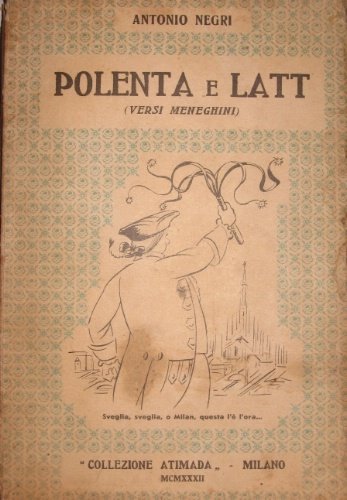 ANTONIO NEGRI
POLENTA E LATT
(VERSI MENEGHINI)
Sveglia, sveglia, o Milan, questa l'è l'ora...
"COLLEZIONE ATIMADA„ - MILANO
MCMXXXII